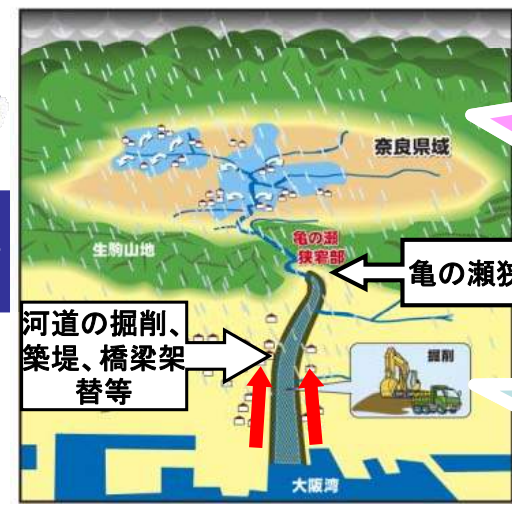 奈良県域
生駒山地
亀の瀬
狭窄部
亀の瀬狭
河道の掘削、
築堤、橋梁架
替等
掘削
大阪湾